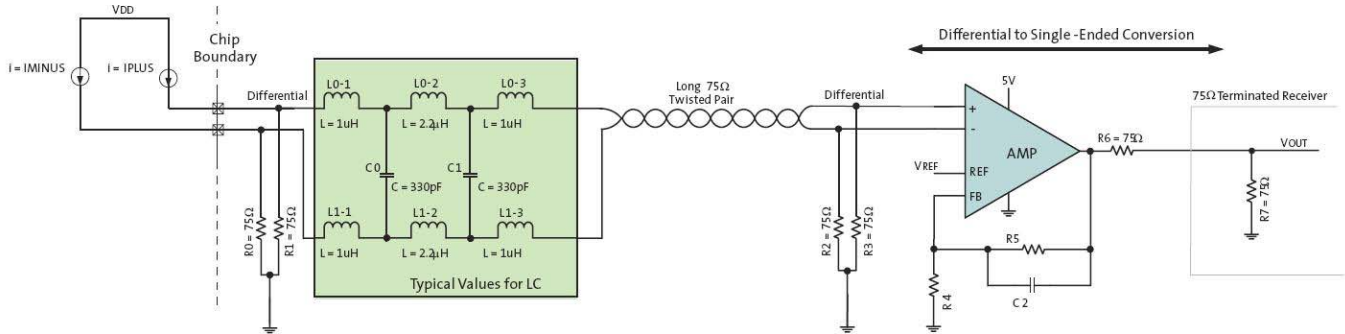 VDD
i = IMINUS
i = IPLUS
Chip
Boundary
Differential
R0 = 75Ω
R1 = 75Ω
L0-1
L = 1uH
L0-2
L = 2.2µH
L0-3
L = 1uH
C0
C = 330pF
C1
C = 330pF
L1-1
L = 1uH
L1-2
L = 2.2µH
L1-3
L = 1uH
Typical Values for LC
Long 75Ω
Twisted Pair
Differential
R2 = 75Ω
R3 = 75Ω
Differential to Single -Ended Conversion
5V
+
-
AMP
VREF
REF
FB
R4
R5
C2
R6 = 75Ω
75Ω Terminated Receiver
VOUT
R7 = 75Ω